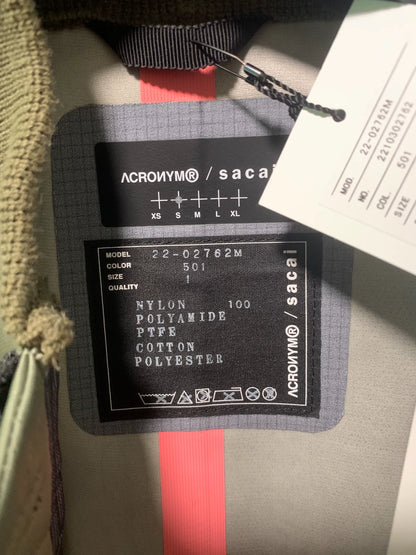 ACRONYM® / sacai
XS S M L XL
MODEL 22-02762M
COLOR 501
SIZE 1
QUALITY
NYLON 100
POLYAMIDE
PTFE
COTTON
POLYESTER
ACRONYM® / sacai
MOD. 22-02762M
NO. 2210302762
COL. 501
SIZE